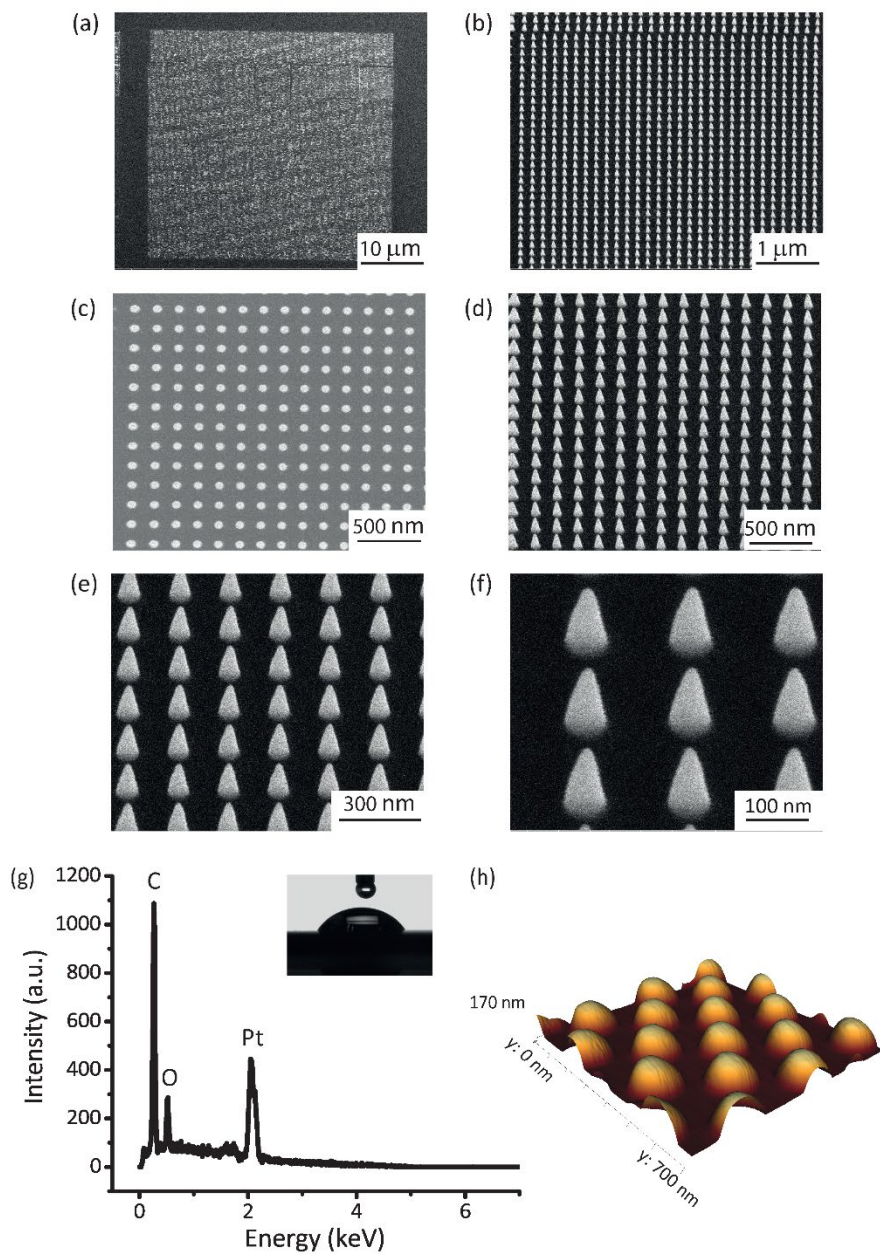 (a)
10 μm
(b)
1 μm
(c)
500 nm
(d)
500 nm
(e)
300 nm
(f)
100 nm
(g)
1200
1000
800
600
400
200
0
Intensity (a.u.)
C
O
Pt
0
2
4
6
Energy (keV)
(h)
170 nm
y: 0 nm
y: 700 nm